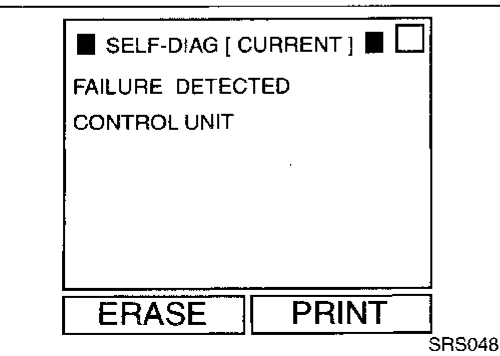 ■ SELF-DIAG [ CURRENT ] ■ □
FAILURE DETECTED
CONTROL UNIT
ERASE PRINT
SRS048